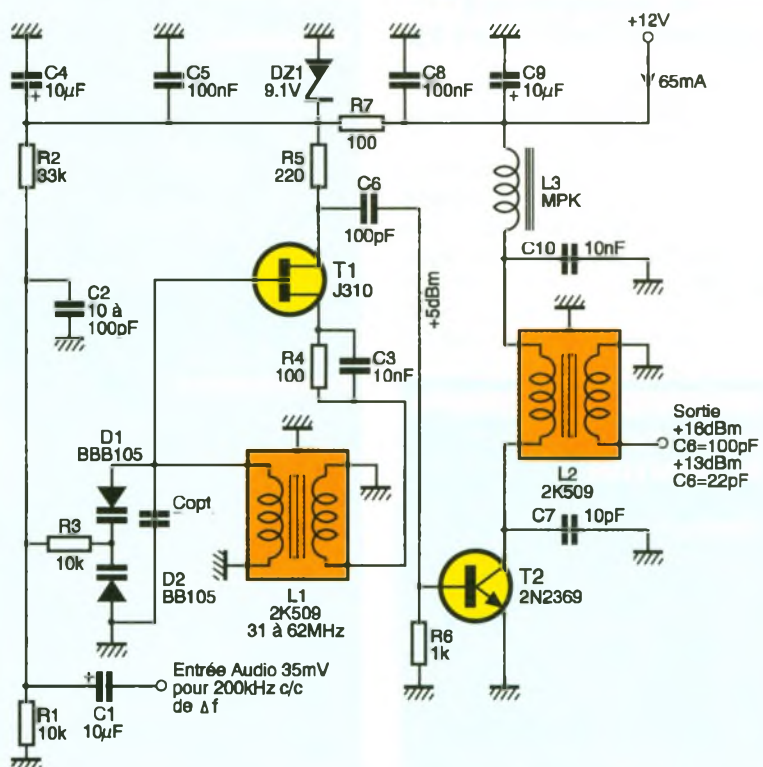 +12V
C4
10µF
+
C5
100nF
DZ1
9.1V
C8
100nF
C9
10µF
+
65mA
R7
100
R2
33k
R5
220
C6
100pF
L3
MPK
C10
10nF
T1
J310
C2
10 à
100pF
+5dBm
R4
100
C3
10nF
D1
BBB105
Sortie
+16dBm
C6=100pF
+13dBm
C6=22pF
Copt
L2
2K509
R3
10k
C7
10pF
D2
BB105
L1
2K509
31 à 62MHz
T2
2N2369
R6
1k
+
Entrée Audio 35mV
pour 200kHz c/c
de Δf
R1
10k
C1
10µF